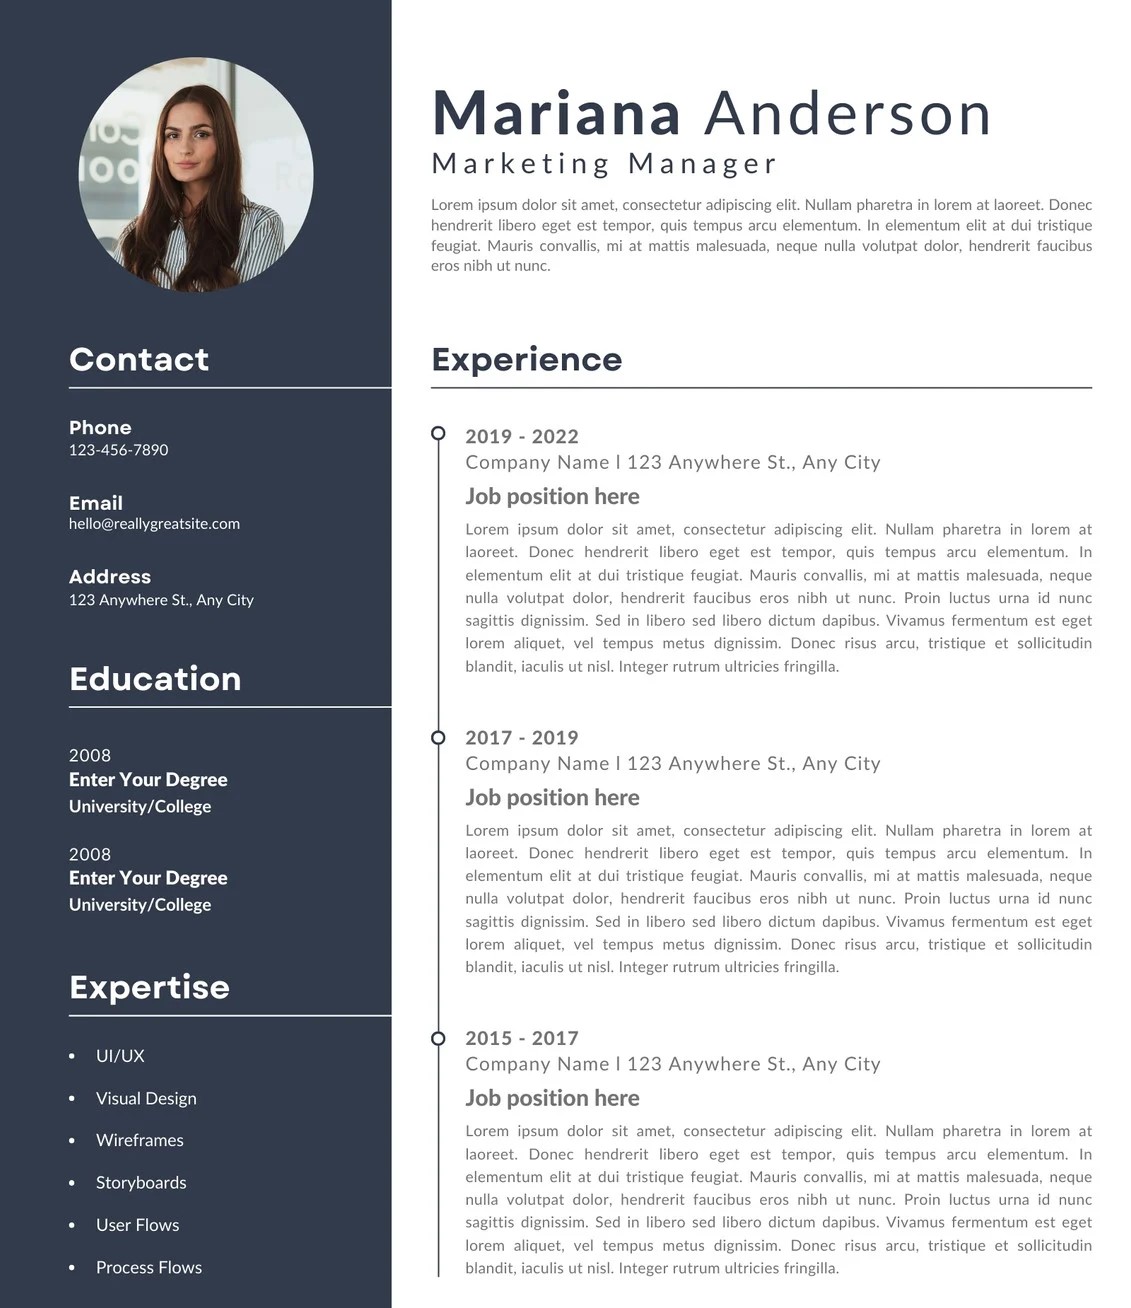 Mariana Anderson
Marketing Manager
Lorem ipsum dolor sit amet, consectetur adipiscing elit. Nullam pharetra in lorem at laoreet. Donec
hendrerit libero eget est tempor, quis tempus arcu elementum. In elementum elit at dui tristique
feugiat. Mauris convallis, mi at mattis malesuada, neque nulla volutpat dolor, hendrerit faucibus
eros nibh ut nunc.
Contact
Phone
123-456-7890
Email
hello@reallygreatsite.com
Address
123 Anywhere St., Any City
Education
2008
Enter Your Degree
University/College
2008
Enter Your Degree
University/College
Expertise
• UI/UX
• Visual Design
• Wireframes
• Storyboards
• User Flows
• Process Flows
Experience
2019 - 2022
Company Name l 123 Anywhere St., Any City
Job position here
Lorem ipsum dolor sit amet, consectetur adipiscing elit. Nullam pharetra in lorem at
laoreet. Donec hendrerit libero eget est tempor, quis tempus arcu elementum. In
elementum elit at dui tristique feugiat. Mauris convallis, mi at mattis malesuada, neque
nulla volutpat dolor, hendrerit faucibus eros nibh ut nunc. Proin luctus urna id nunc
sagittis dignissim. Sed in libero sed libero dictum dapibus. Vivamus fermentum est eget
lorem aliquet, vel tempus metus dignissim. Donec risus arcu, tristique et sollicitudin
blandit, iaculis ut nisl. Integer rutrum ultricies fringilla.
2017 - 2019
Company Name l 123 Anywhere St., Any City
Job position here
Lorem ipsum dolor sit amet, consectetur adipiscing elit. Nullam pharetra in lorem at
laoreet. Donec hendrerit libero eget est tempor, quis tempus arcu elementum. In
elementum elit at dui tristique feugiat. Mauris convallis, mi at mattis malesuada, neque
nulla volutpat dolor, hendrerit faucibus eros nibh ut nunc. Proin luctus urna id nunc
sagittis dignissim. Sed in libero sed libero dictum dapibus. Vivamus fermentum est eget
lorem aliquet, vel tempus metus dignissim. Donec risus arcu, tristique et sollicitudin
blandit, iaculis ut nisl. Integer rutrum ultricies fringilla.
2015 - 2017
Company Name l 123 Anywhere St., Any City
Job position here
Lorem ipsum dolor sit amet, consectetur adipiscing elit. Nullam pharetra in lorem at
laoreet. Donec hendrerit libero eget est tempor, quis tempus arcu elementum. In
elementum elit at dui tristique feugiat. Mauris convallis, mi at mattis malesuada, neque
nulla volutpat dolor, hendrerit faucibus eros nibh ut nunc. Proin luctus urna id nunc
sagittis dignissim. Sed in libero sed libero dictum dapibus. Vivamus fermentum est eget
lorem aliquet, vel tempus metus dignissim. Donec risus arcu, tristique et sollicitudin
blandit, iaculis ut nisl. Integer rutrum ultricies fringilla.